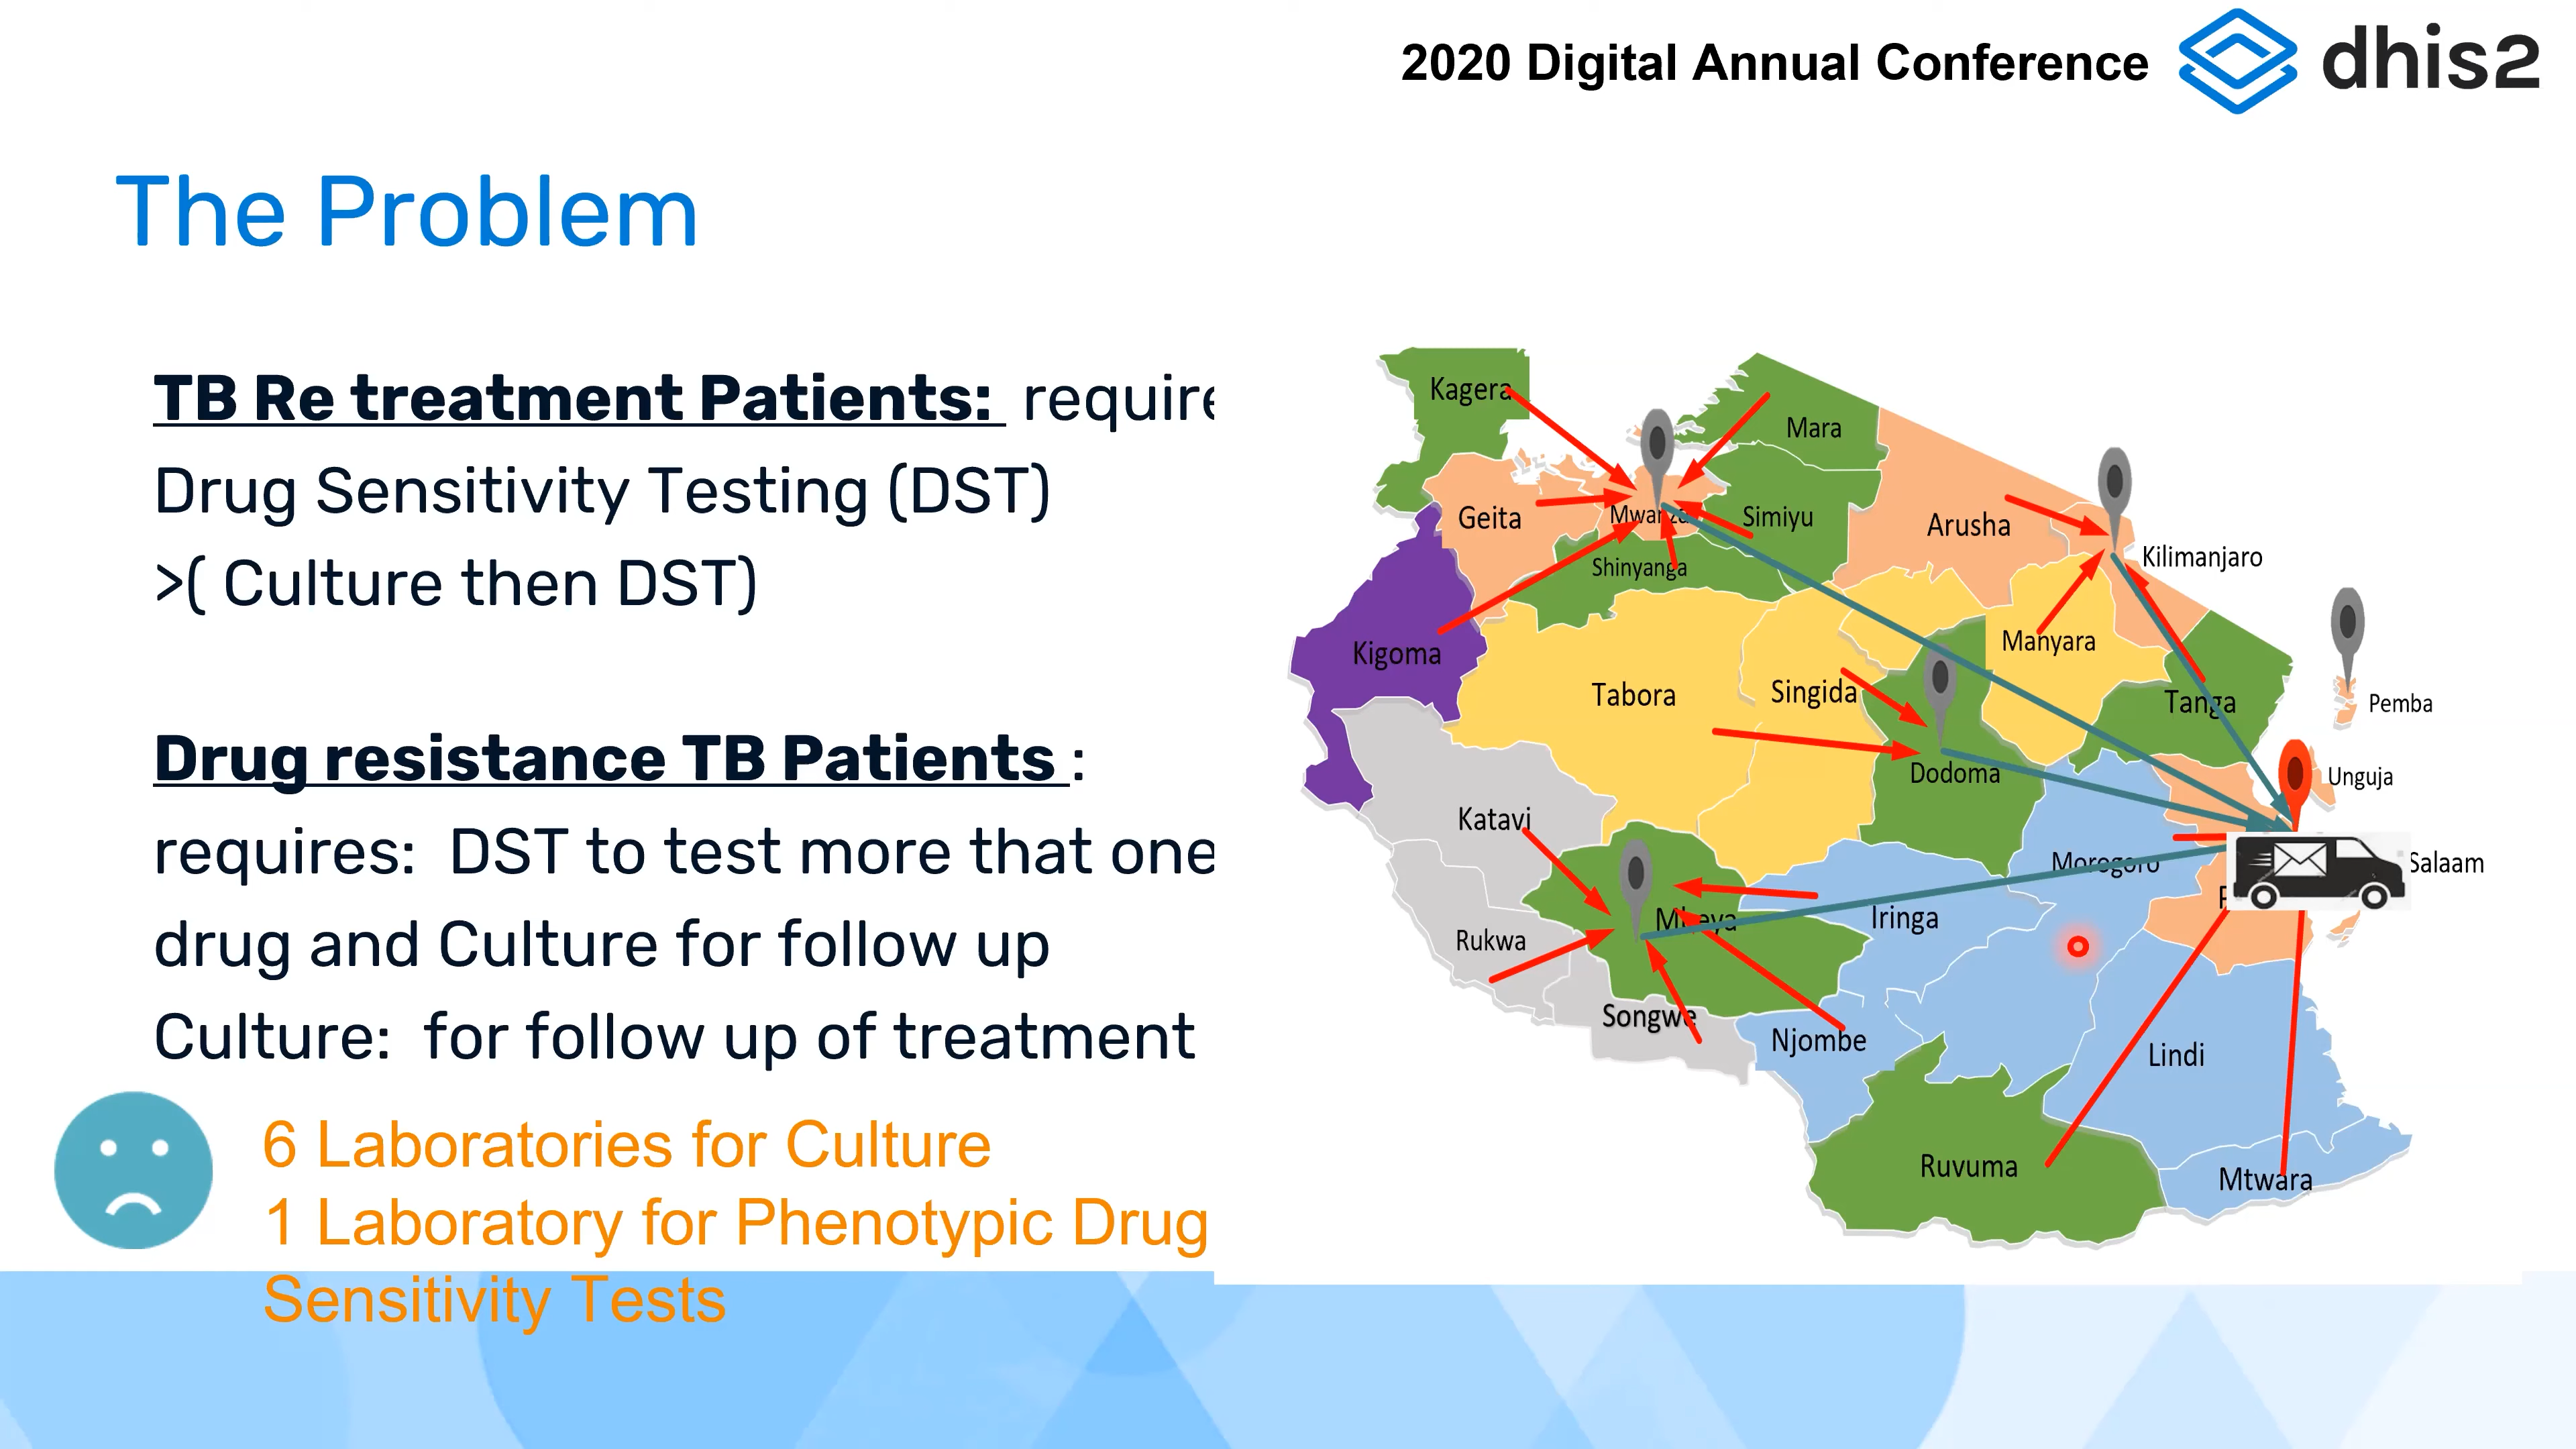 2020 Digital Annual Conference
dhis2
The Problem
TB Re treatment Patients: require
Drug Sensitivity Testing (DST)
>( Culture then DST)
Drug resistance TB Patients :
requires: DST to test more that one
drug and Culture for follow up
Culture: for follow up of treatment
6 Laboratories for Culture
1 Laboratory for Phenotypic Drug
Sensitivity Tests
Kagera
Mara
Geita
Mwanza
Simiyu
Arusha
Shinyanga
Kilimanjaro
Kigoma
Manyara
Tabora
Singida
Tanga
Pemba
Dodoma
Unguja
Katavi
Morogoro
Salaam
Mbeya
Iringa
Rukwa
Songwe
Njombe
Lindi
Ruvuma
Mtwara